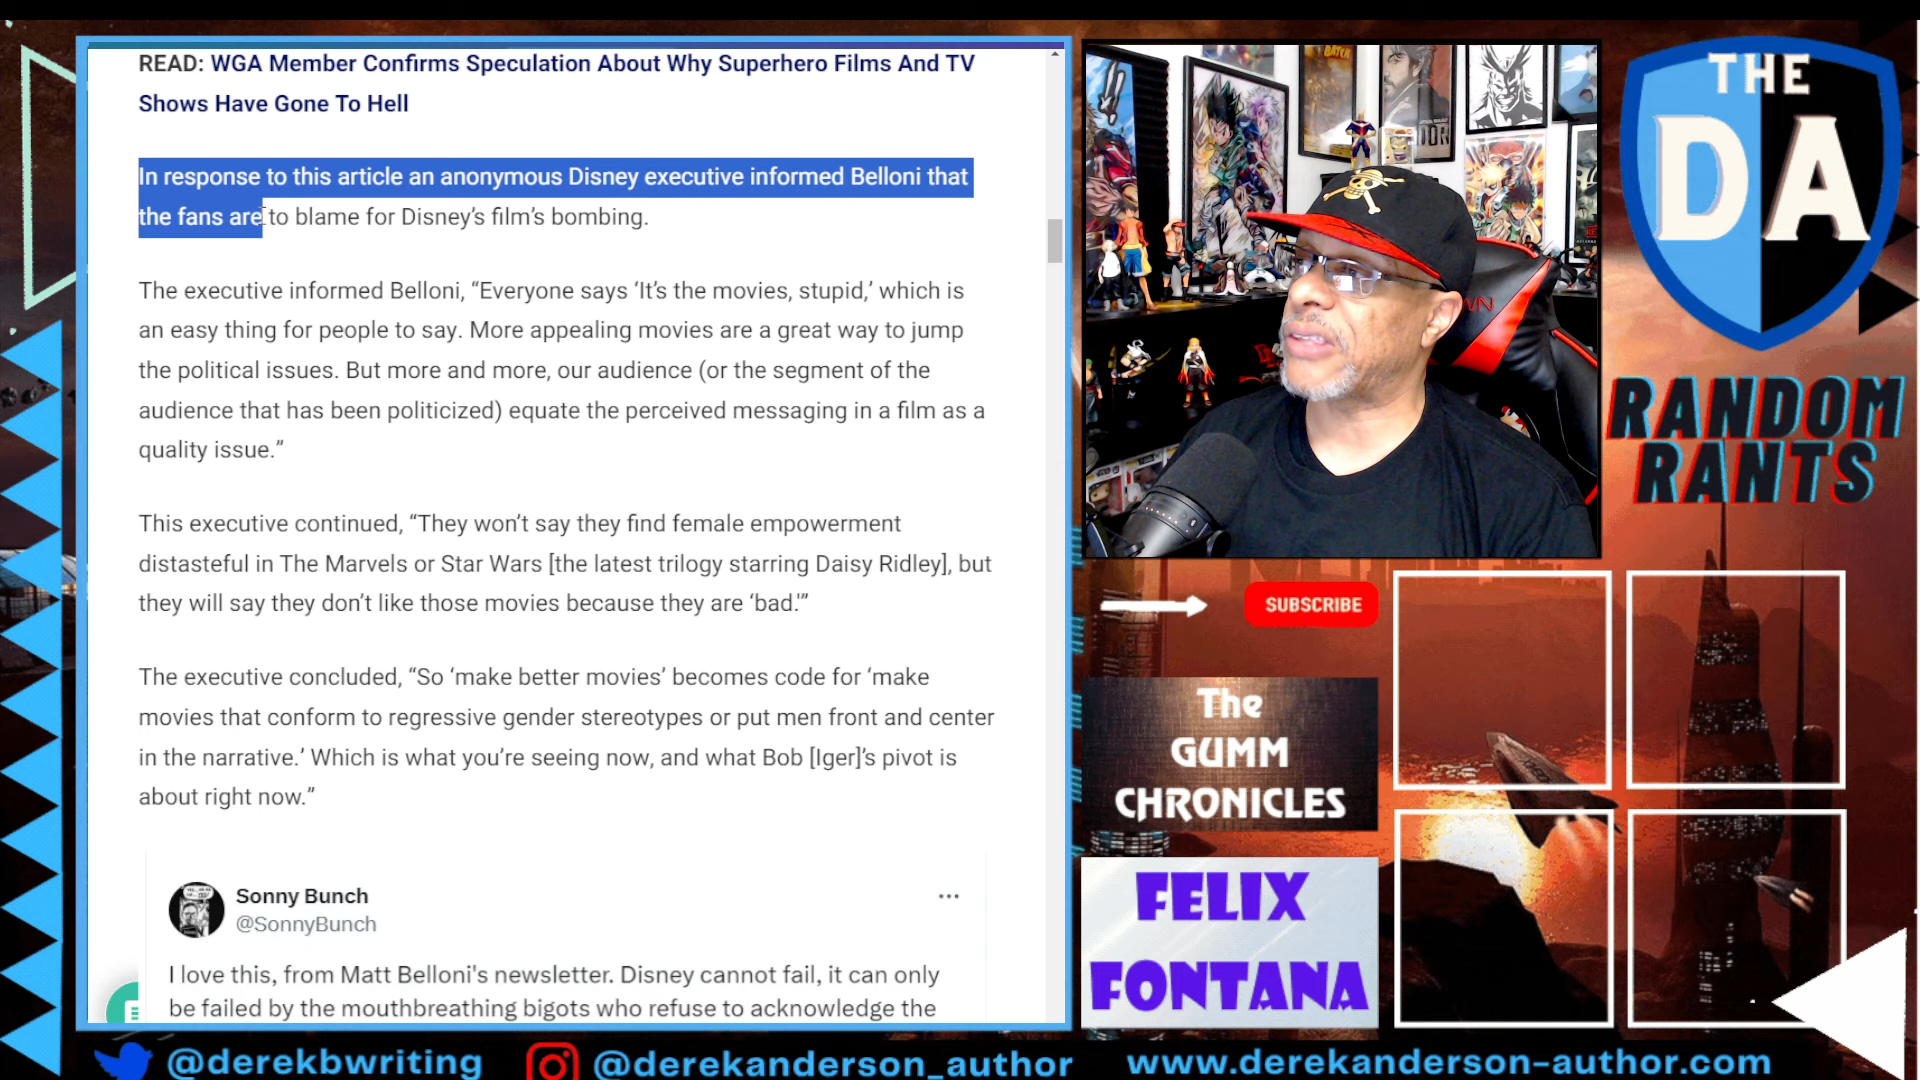 READ: WGA Member Confirms Speculation About Why Superhero Films And TV
Shows Have Gone To Hell
In response to this article an anonymous Disney executive informed Belloni that
the fans are to blame for Disney’s film’s bombing.
The executive informed Belloni, “Everyone says ‘It’s the movies, stupid,’ which is
an easy thing for people to say. More appealing movies are a great way to jump
the political issues. But more and more, our audience (or the segment of the
audience that has been politicized) equate the perceived messaging in a film as a
quality issue.”
This executive continued, “They won’t say they find female empowerment
distasteful in The Marvels or Star Wars [the latest trilogy starring Daisy Ridley], but
they will say they don’t like those movies because they are ‘bad.'”
The executive concluded, “So ‘make better movies’ becomes code for ‘make
movies that conform to regressive gender stereotypes or put men front and center
in the narrative.’ Which is what you’re seeing now, and what Bob [Iger]’s pivot is
about right now.”
Sonny Bunch
@SonnyBunch
I love this, from Matt Belloni's newsletter. Disney cannot fail, it can only
be failed by the mouthbreathing bigots who refuse to acknowledge the
THE
DA
RANDOM
RANTS
SUBSCRIBE
The
GUMM
CHRONICLES
FELIX
FONTANA
@derekbwriting
@derekanderson_author
www.derekanderson-author.com